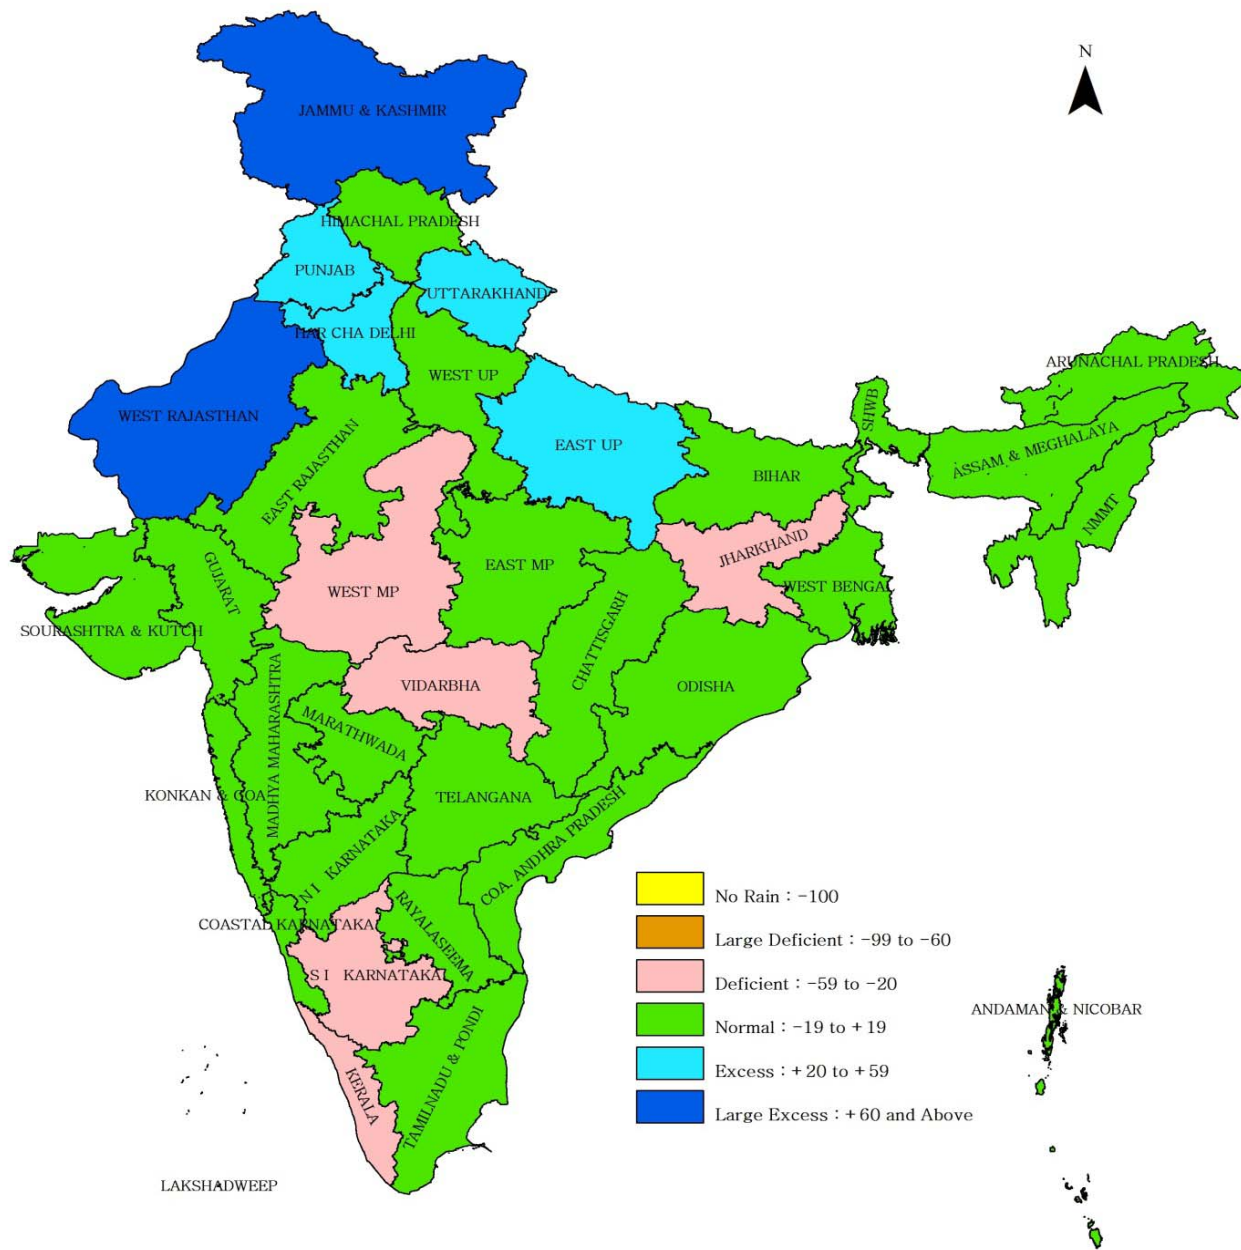 N
JAMMU & KASHMIR
HIMACHAL PRADESH
PUNJAB
UTTARAKHAND
HAR CHA DELHI
WEST UP
ARUNACHAL PRADESH
WEST RAJASTHAN
SHWB
EAST RAJASTHAN
EAST UP
ASSAM & MEGHALAYA
BIHAR
NMMT
JHARKHAND
GUJARAT
WEST MP
EAST MP
WEST BENGAL
SOURASHTRA & KUTCH
CHATTISGARH
VIDARBHA
ODISHA
MADHYA MAHARASHTRA
MARATHWADA
KONKAN & GOA
TELANGANA
COA. ANDHRA PRADESH
N I KARNATAKA
No Rain : -100
COASTAL KARNATAKA
RAYALASEEMA
Large Deficient : -99 to -60
S I KARNATAKA
Deficient : -59 to -20
ANDAMAN & NICOBAR
Normal : -19 to +19
KERALA
TAMILNADU & PONDI
Excess : +20 to +59
Large Excess : +60 and Above
LAKSHADWEEP